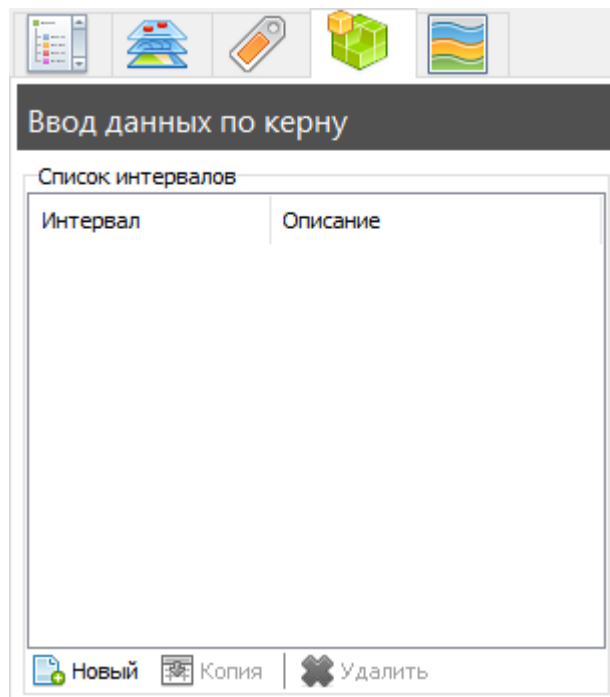 Ввод данных по керну
Список интервалов
Интервал Описание
Новый Копия Удалить